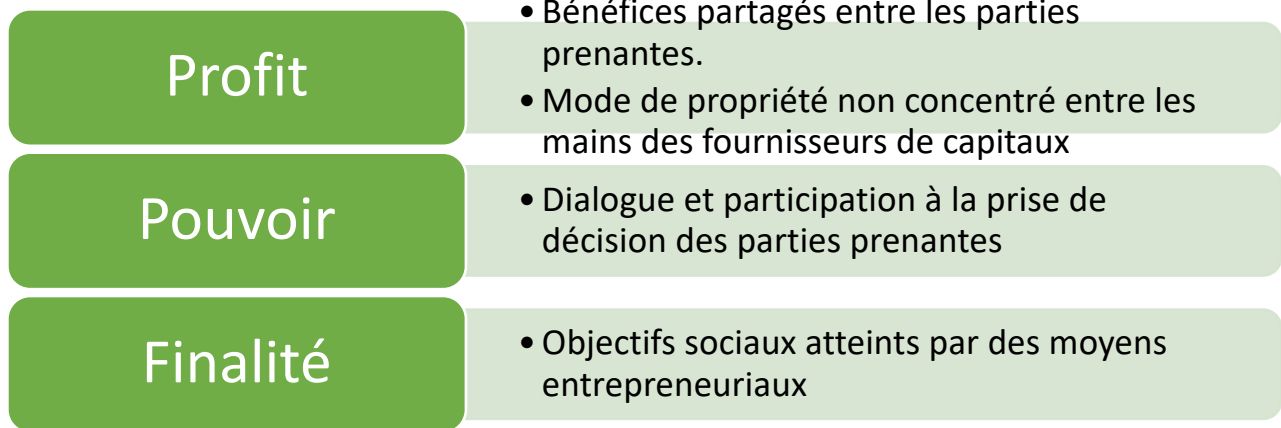 Profit
• Bénéfices partagés entre les parties
prenantes.
• Mode de propriété non concentré entre les
mains des fournisseurs de capitaux
Pouvoir
• Dialogue et participation à la prise de
décision des parties prenantes
Finalité
• Objectifs sociaux atteints par des moyens
entrepreneuriaux